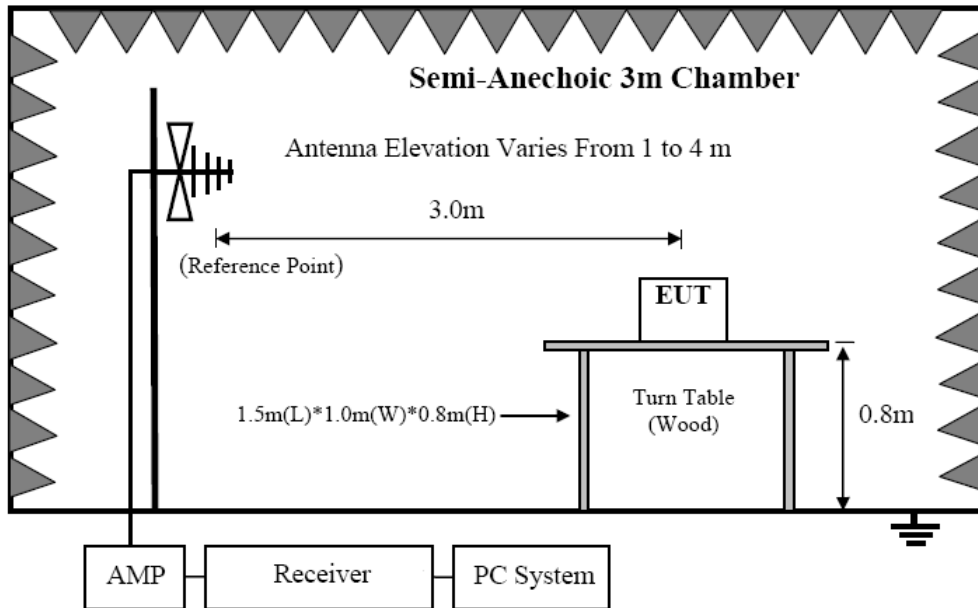 Semi-Anechoic 3m Chamber
Antenna Elevation Varies From 1 to 4 m
3.0m
(Reference Point)
EUT
1.5m(L)*1.0m(W)*0.8m(H)
Turn Table
(Wood)
0.8m
AMP
Receiver
PC System